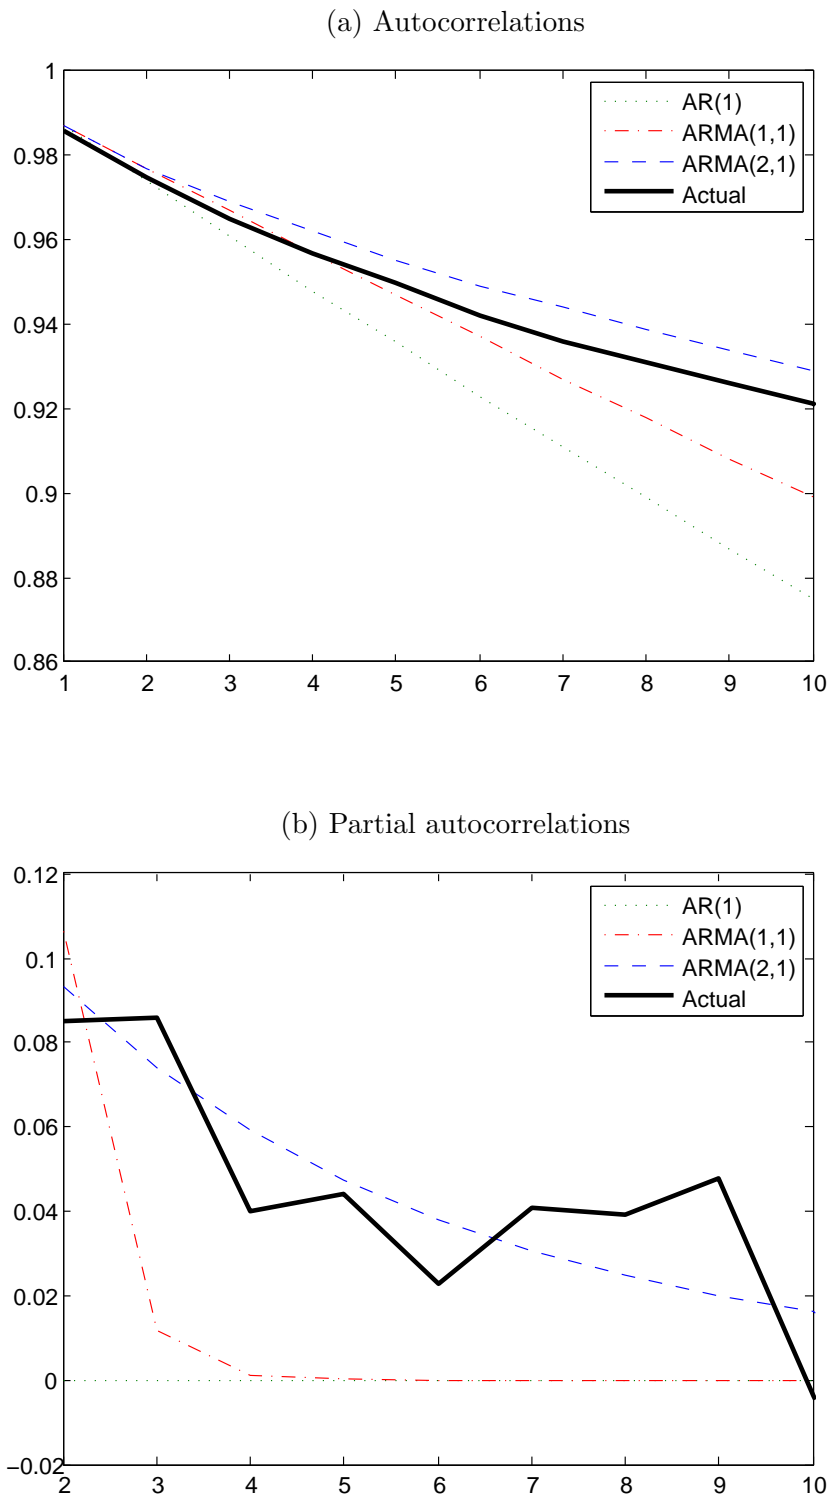 (a) Autocorrelations
1
0.98
0.96
0.94
0.92
0.9
0.88
0.86
AR(1)
ARMA(1,1)
ARMA(2,1)
Actual
1 2 3 4 5 6 7 8 9 10
(b) Partial autocorrelations
0.12
0.1
0.08
0.06
0.04
0.02
0
−0.02
AR(1)
ARMA(1,1)
ARMA(2,1)
Actual
2 3 4 5 6 7 8 9 10